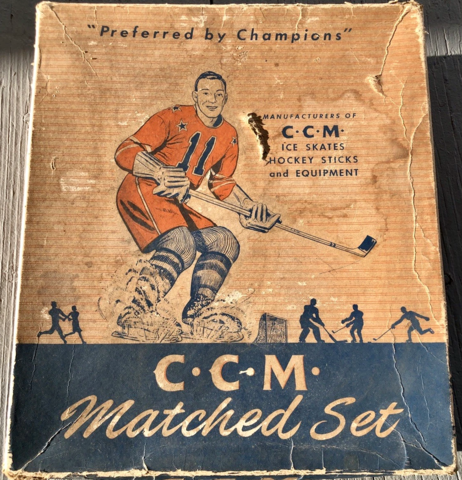 "Preferred by Champions"
MANUFACTURERS OF
C·C·M·
ICE SKATES
HOCKEY STICKS
and EQUIPMENT
11
C·C·M·
Matched Set